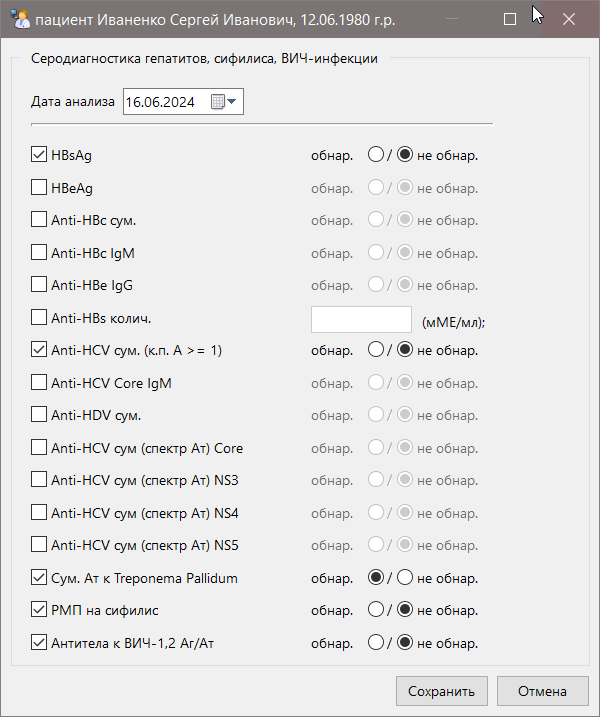 пациент Иваненко Сергей Иванович, 12.06.1980 г.р.
Серодиагностика гепатитов, сифилиса, ВИЧ-инфекции
Дата анализа 16.06.2024
HBsAg обнар. / не обнар.
HBeAg обнар. / не обнар.
Anti-HBc сум. обнар. / не обнар.
Anti-HBc IgM обнар. / не обнар.
Anti-HBe IgG обнар. / не обнар.
Anti-HBs колич. (мМЕ/мл);
Anti-HCV сум. (к.п. А >= 1) обнар. / не обнар.
Anti-HCV Core IgM обнар. / не обнар.
Anti-HDV сум. обнар. / не обнар.
Anti-HCV сум (спектр Ат) Core обнар. / не обнар.
Anti-HCV сум (спектр Ат) NS3 обнар. / не обнар.
Anti-HCV сум (спектр Ат) NS4 обнар. / не обнар.
Anti-HCV сум (спектр Ат) NS5 обнар. / не обнар.
Сум. Ат к Treponema Pallidum обнар. / не обнар.
РМП на сифилис обнар. / не обнар.
Антитела к ВИЧ-1,2 Аг/Ат обнар. / не обнар.
Сохранить Отмена